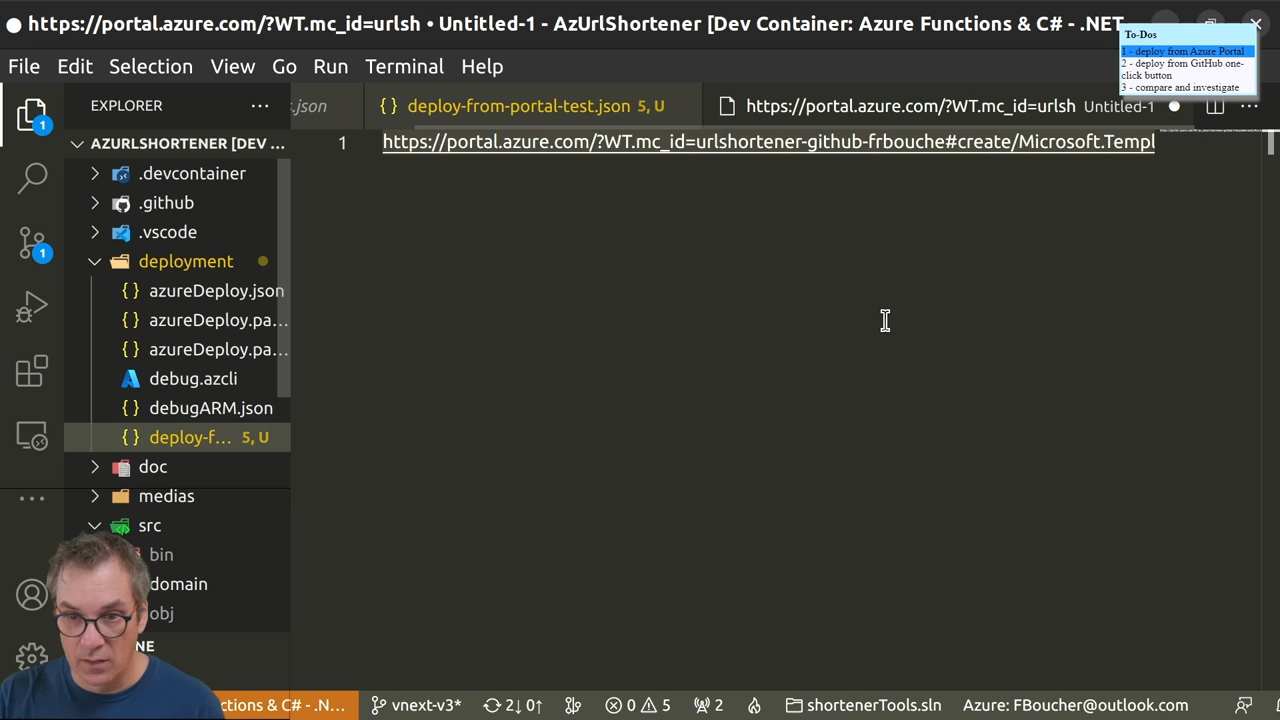 https://portal.azure.com/?WT.mc_id=urlsh • Untitled-1 - AzUrlShortener [Dev Container: Azure Functions & C# - .NET
To-Dos
1 - deploy from Azure Portal
2 - deploy from GitHub one-
click button
3 - compare and investigate
File Edit Selection View Go Run Terminal Help
EXPLORER
.json
deploy-from-portal-test.json 5, U
https://portal.azure.com/?WT.mc_id=urlsh Untitled-1
AZURLSHORTENER [DEV ...
1 https://portal.azure.com/?WT.mc_id=urlshortener-github-frbouche#create/Microsoft.Templ
.devcontainer
.github
.vscode
deployment
azureDeploy.json
azureDeploy.pa...
azureDeploy.pa...
debug.azcli
debugARM.json
deploy-f... 5, U
doc
medias
src
bin
domain
obj
NE
1
1
ctions & C# - .N... vnext-v3* 2↓ 0↑ 0 5 2 shortenerTools.sln Azure: FBoucher@outlook.com